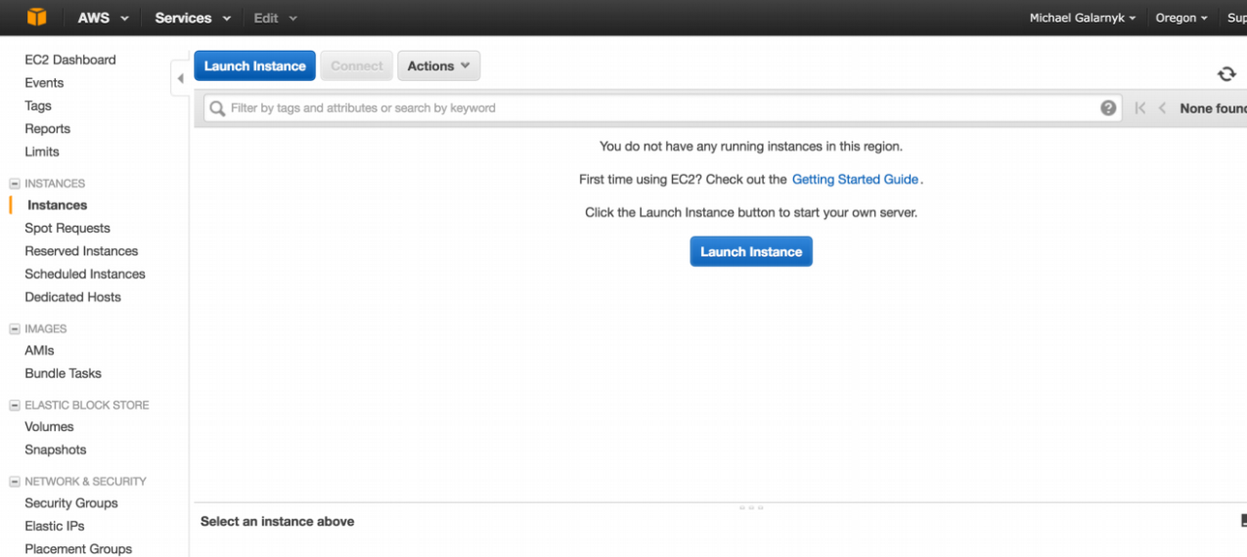 AWS Services Edit Michael Galarnyk Oregon
EC2 Dashboard
Events
Tags
Reports
Limits
INSTANCES
Instances
Spot Requests
Reserved Instances
Scheduled Instances
Dedicated Hosts
IMAGES
AMIs
Bundle Tasks
ELASTIC BLOCK STORE
Volumes
Snapshots
NETWORK & SECURITY
Security Groups
Elastic IPs
Placement Groups
Launch Instance Connect Actions
Filter by tags and attributes or search by keyword
None found
You do not have any running instances in this region.
First time using EC2? Check out the Getting Started Guide.
Click the Launch Instance button to start your own server.
Launch Instance
Select an instance above